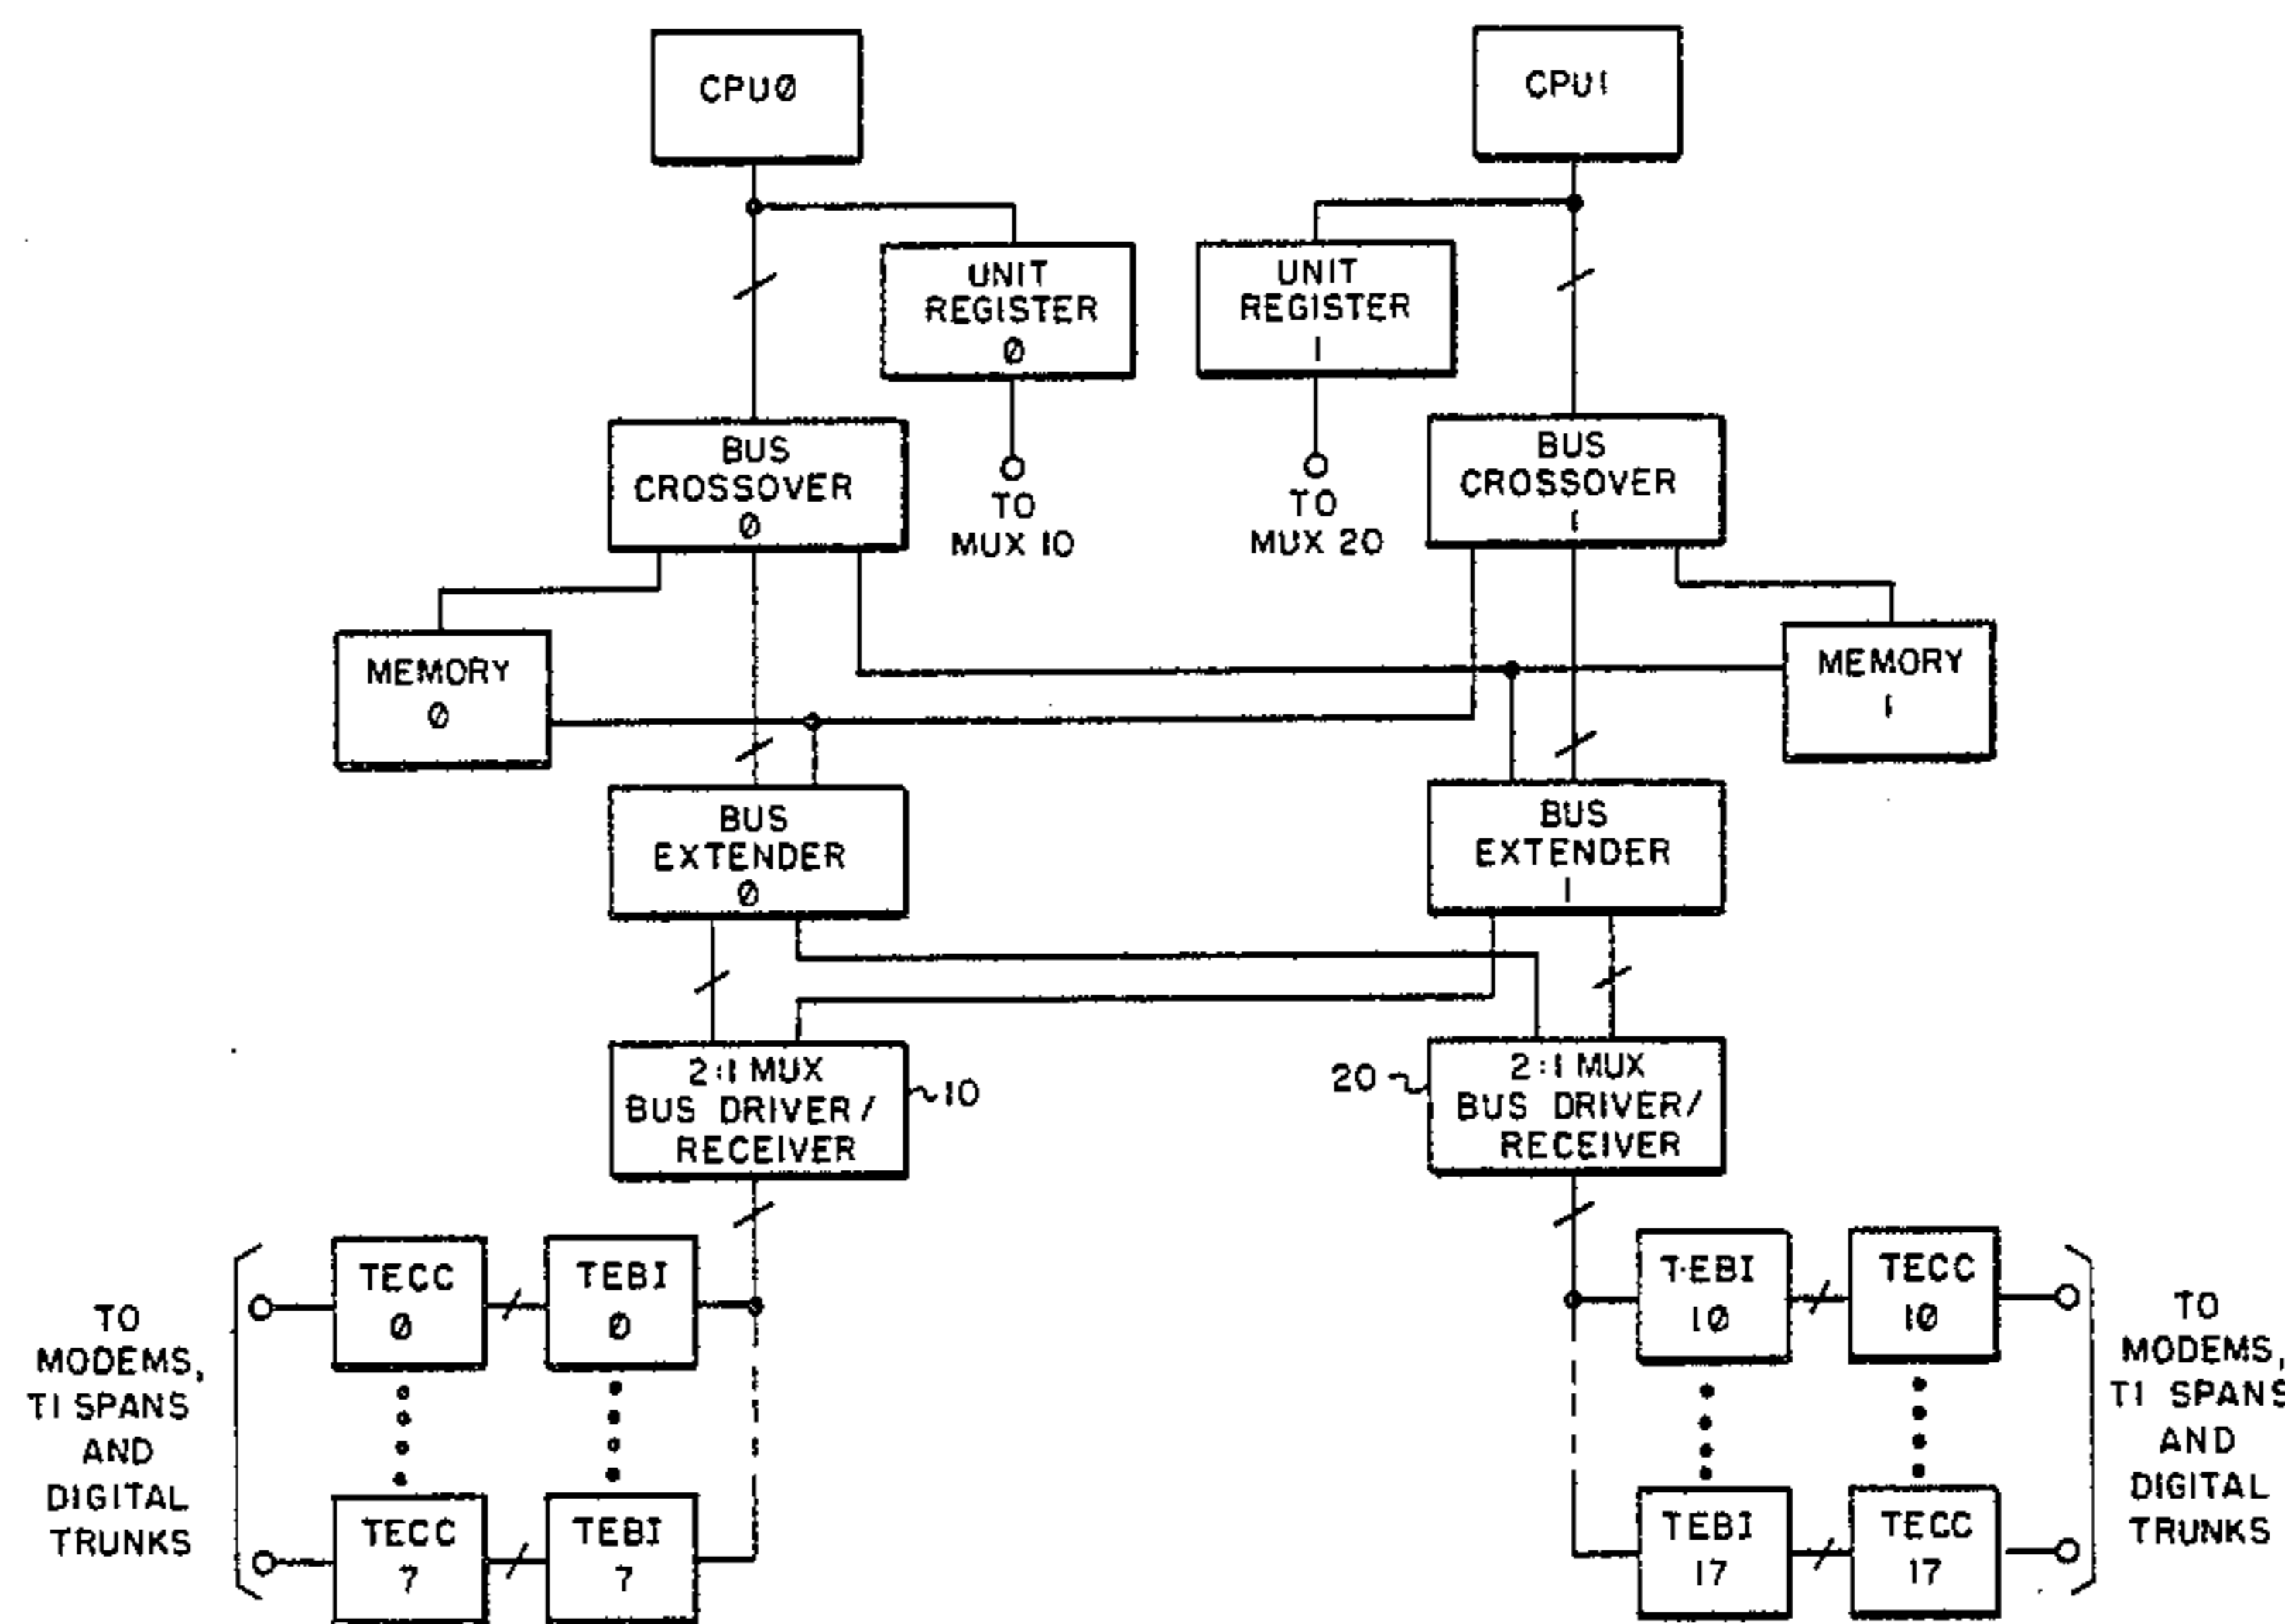 CPU0
CPU1
UNIT
REGISTER
0
UNIT
REGISTER
1
BUS
CROSSOVER
0
TO
MUX 10
TO
MUX 20
BUS
CROSSOVER
1
MEMORY
0
MEMORY
1
BUS
EXTENDER
0
BUS
EXTENDER
1
2:1 MUX
BUS DRIVER/
RECEIVER
10
20
2:1 MUX
BUS DRIVER/
RECEIVER
TO
MODEMS,
T1 SPANS
AND
DIGITAL
TRUNKS
TECC
0
TEBI
0
TECC
7
TEBI
7
TEBI
10
TECC
10
TEBI
17
TECC
17
TO
MODEMS,
T1 SPANS
AND
DIGITAL
TRUNKS